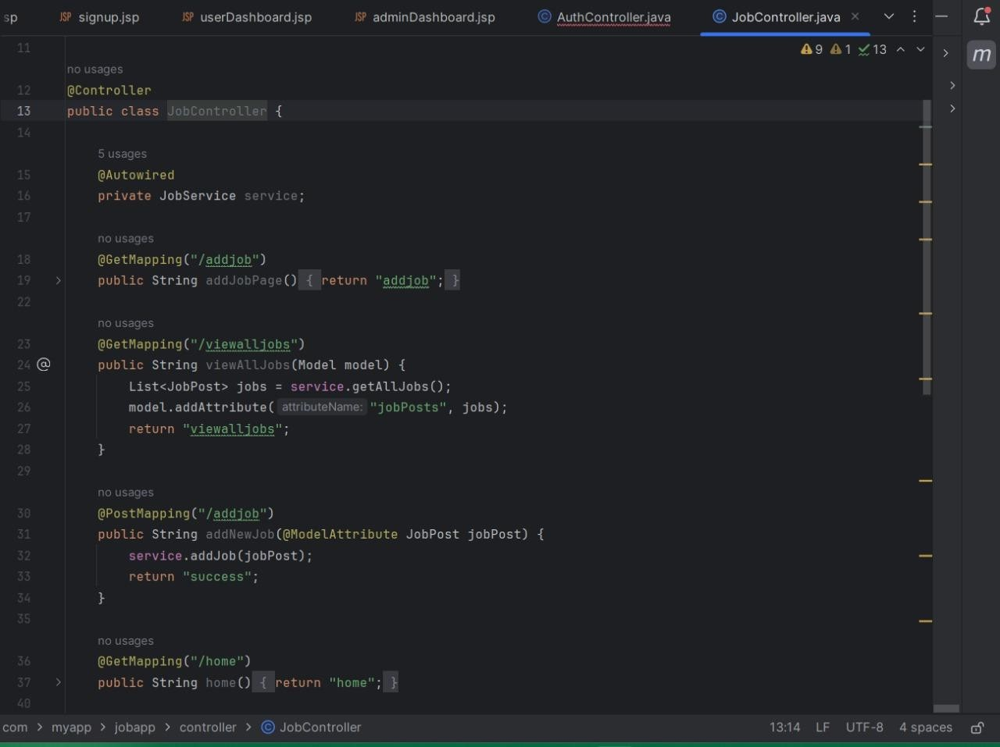 sp signup.jsp userDashboard.jsp adminDashboard.jsp AuthController.java JobController.java
11 9 1 13 m
no usages
12 @Controller
13 public class JobController {
14
5 usages
15 @Autowired
16 private JobService service;
17
no usages
18 @GetMapping("/addjob")
19 public String addJobPage() { return "addjob"; }
22
no usages
23 @GetMapping("/viewalljobs")
24 public String viewAllJobs(Model model) {
25 List<JobPost> jobs = service.getAllJobs();
26 model.addAttribute( attributeName: "jobPosts", jobs);
27 return "viewalljobs";
28 }
29
no usages
30 @PostMapping("/addjob")
31 public String addNewJob(@ModelAttribute JobPost jobPost) {
32 service.addJob(jobPost);
33 return "success";
34 }
35
no usages
36 @GetMapping("/home")
37 public String home() { return "home"; }
40
com > myapp > jobapp > controller > JobController 13:14 LF UTF-8 4 spaces